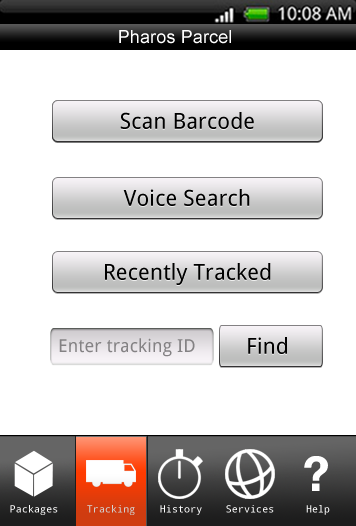 10:08 AM
Pharos Parcel
Scan Barcode
Voice Search
Recently Tracked
Enter tracking ID Find
Packages Tracking History Services Help